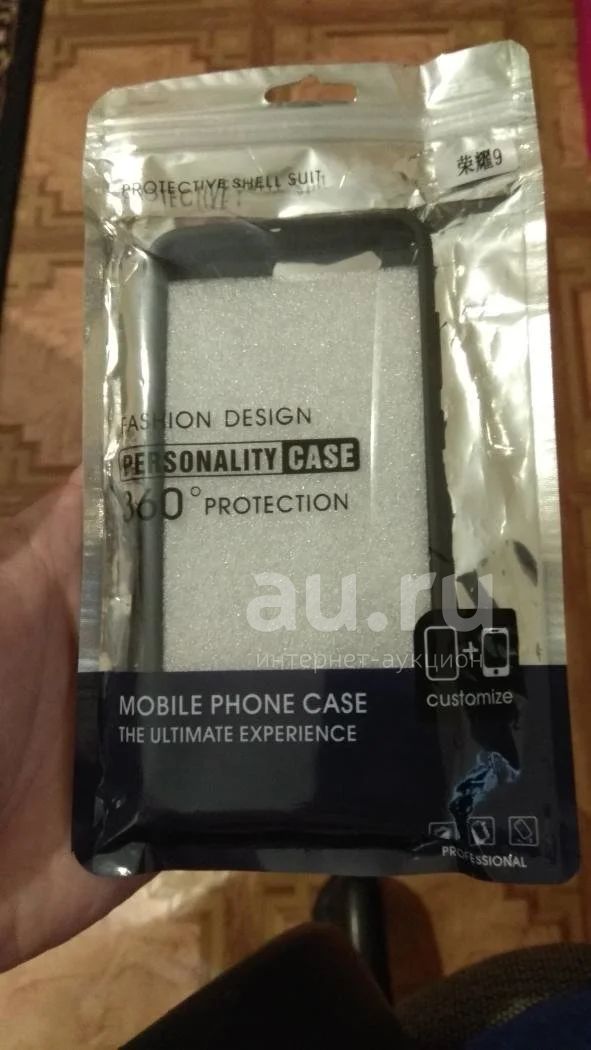 PROTECTIVE SHELL SUIT
荣耀9
FASHION DESIGN
PERSONALITY CASE
360° PROTECTION
au.ru
интернет-аукцион
customize
MOBILE PHONE CASE
THE ULTIMATE EXPERIENCE
PROFESSIONAL